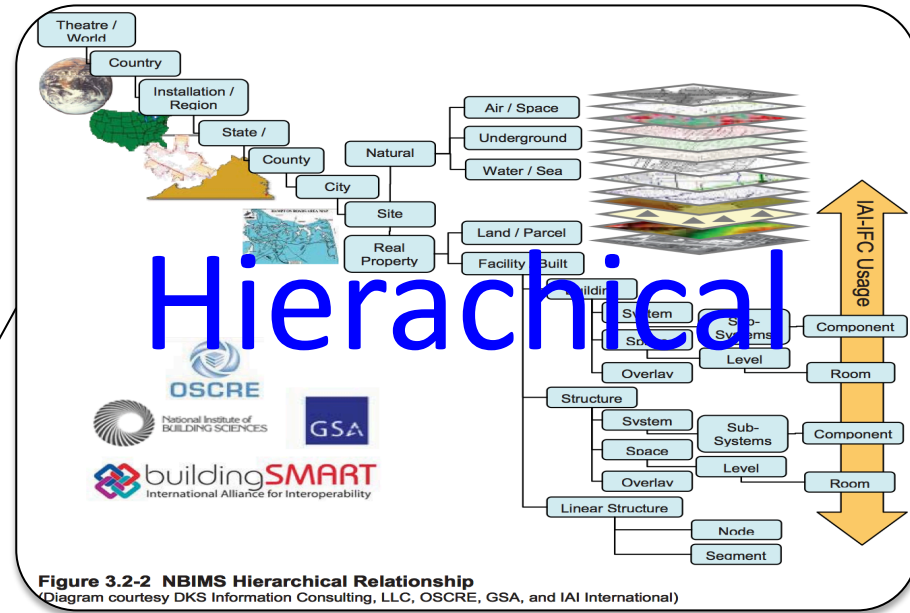 Theatre /
World
Country
Installation /
Region
State /
County
City
Site
Natural
Air / Space
Underground
Water / Sea
Real
Property
Land / Parcel
Facility / Built
Building
System
Sub-
Systems
Component
Space
Level
Room
Overlay
Structure
System
Sub-
Systems
Component
Space
Level
Room
Overlay
Linear Structure
Node
Segment
IAI-IFC Usage
Hierachical
OSCRE
National Institute of
BUILDING SCIENCES
GSA
buildingSMART
International Alliance for Interoperability
Figure 3.2-2 NBIMS Hierarchical Relationship
(Diagram courtesy DKS Information Consulting, LLC, OSCRE, GSA, and IAI International)